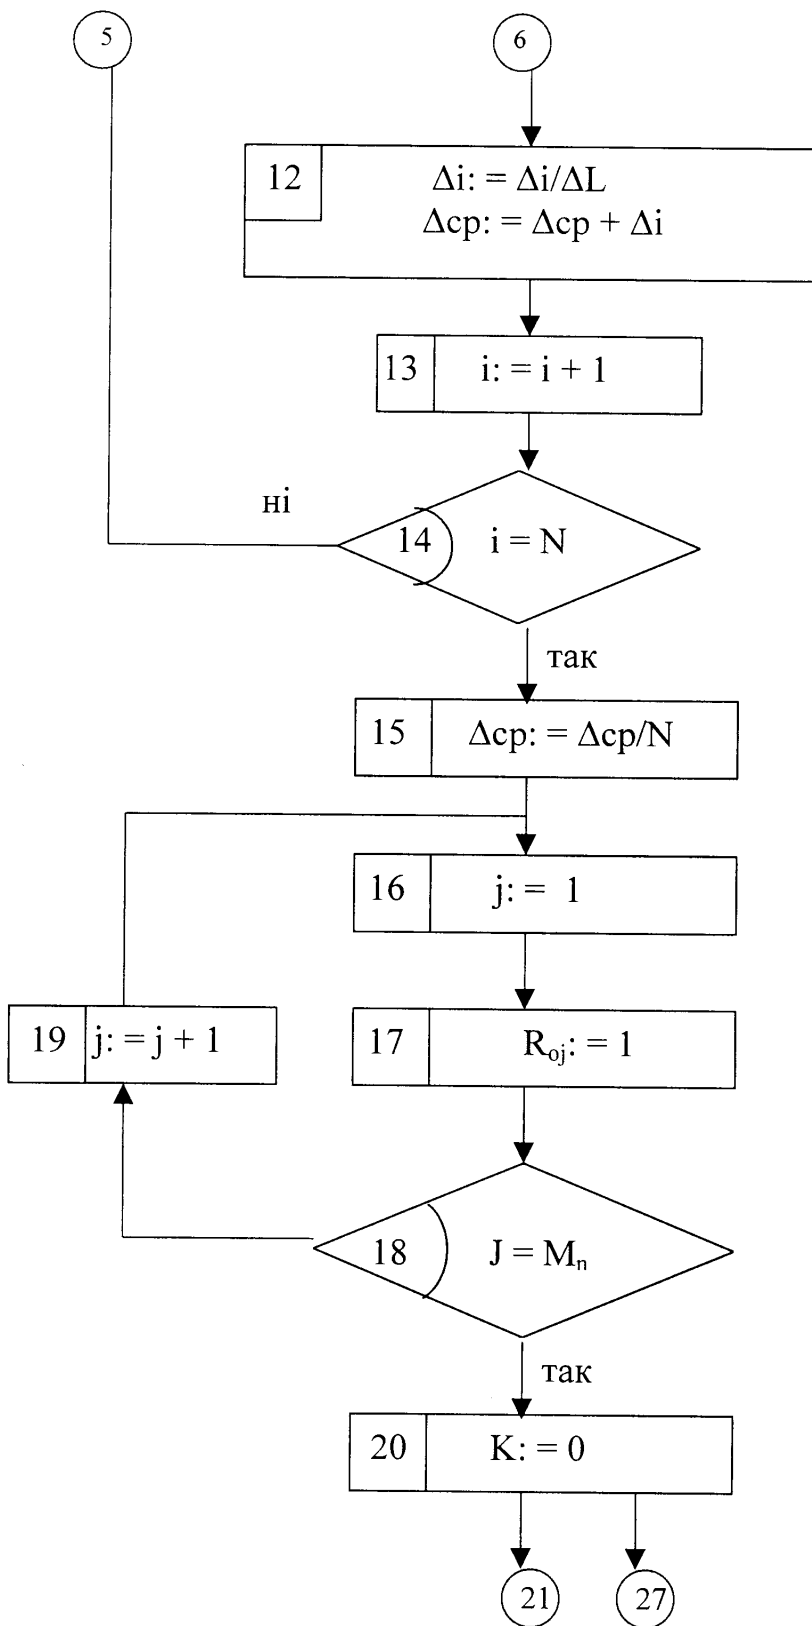 5
6
12
Δi: = Δi/ΔL
Δcp: = Δcp + Δi
13
i: = i + 1
ні
14
i = N
так
15
Δcp: = Δcp/N
16
j: = 1
19
j: = j + 1
17
R₀ⱼ: = 1
18
J = Mₙ
так
20
K: = 0
21
27